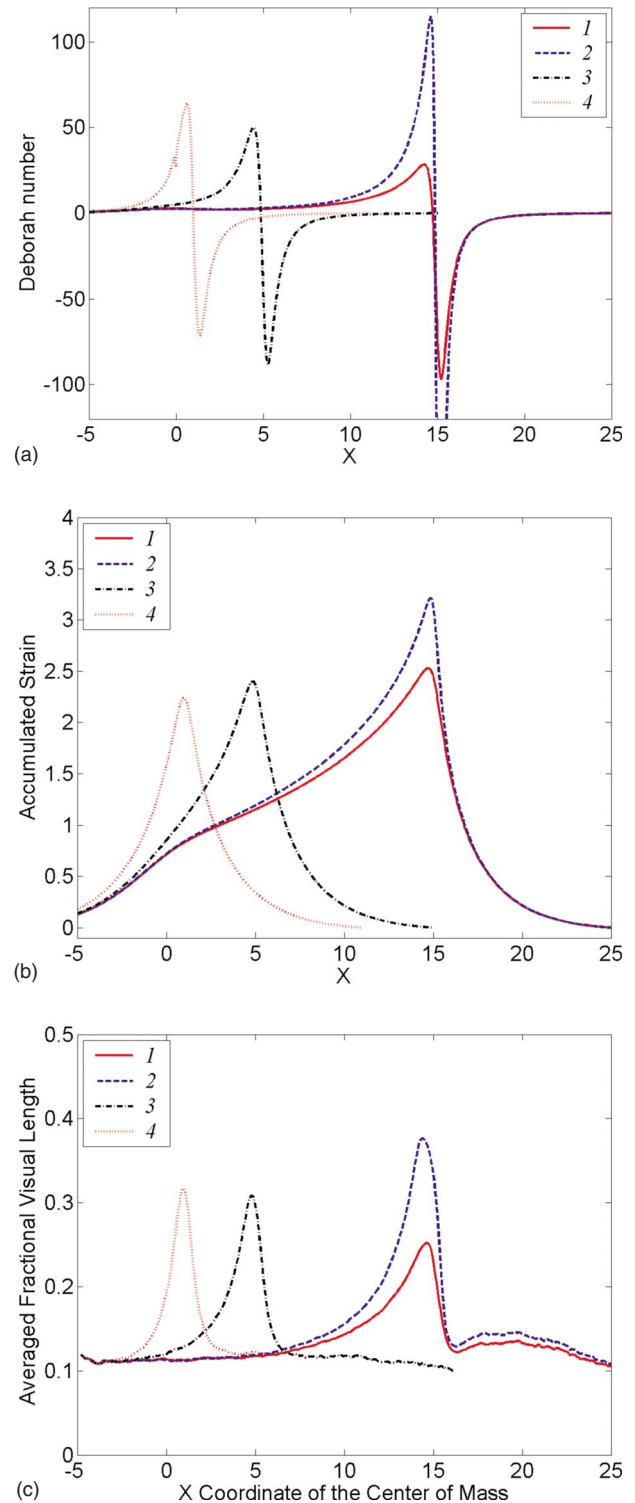 100
50
0
-50
-100
Deborah number
1
2
3
4
-5 0 5 10 15 20 25
X
(a)
4
3.5
3
2.5
2
1.5
1
0.5
0
Accumulated Strain
1
2
3
4
-5 0 5 10 15 20 25
X
(b)
0.5
0.4
0.3
0.2
0.1
0
Averaged Fractional Visual Length
1
2
3
4
-5 0 5 10 15 20 25
X Coordinate of the Center of Mass
(c)